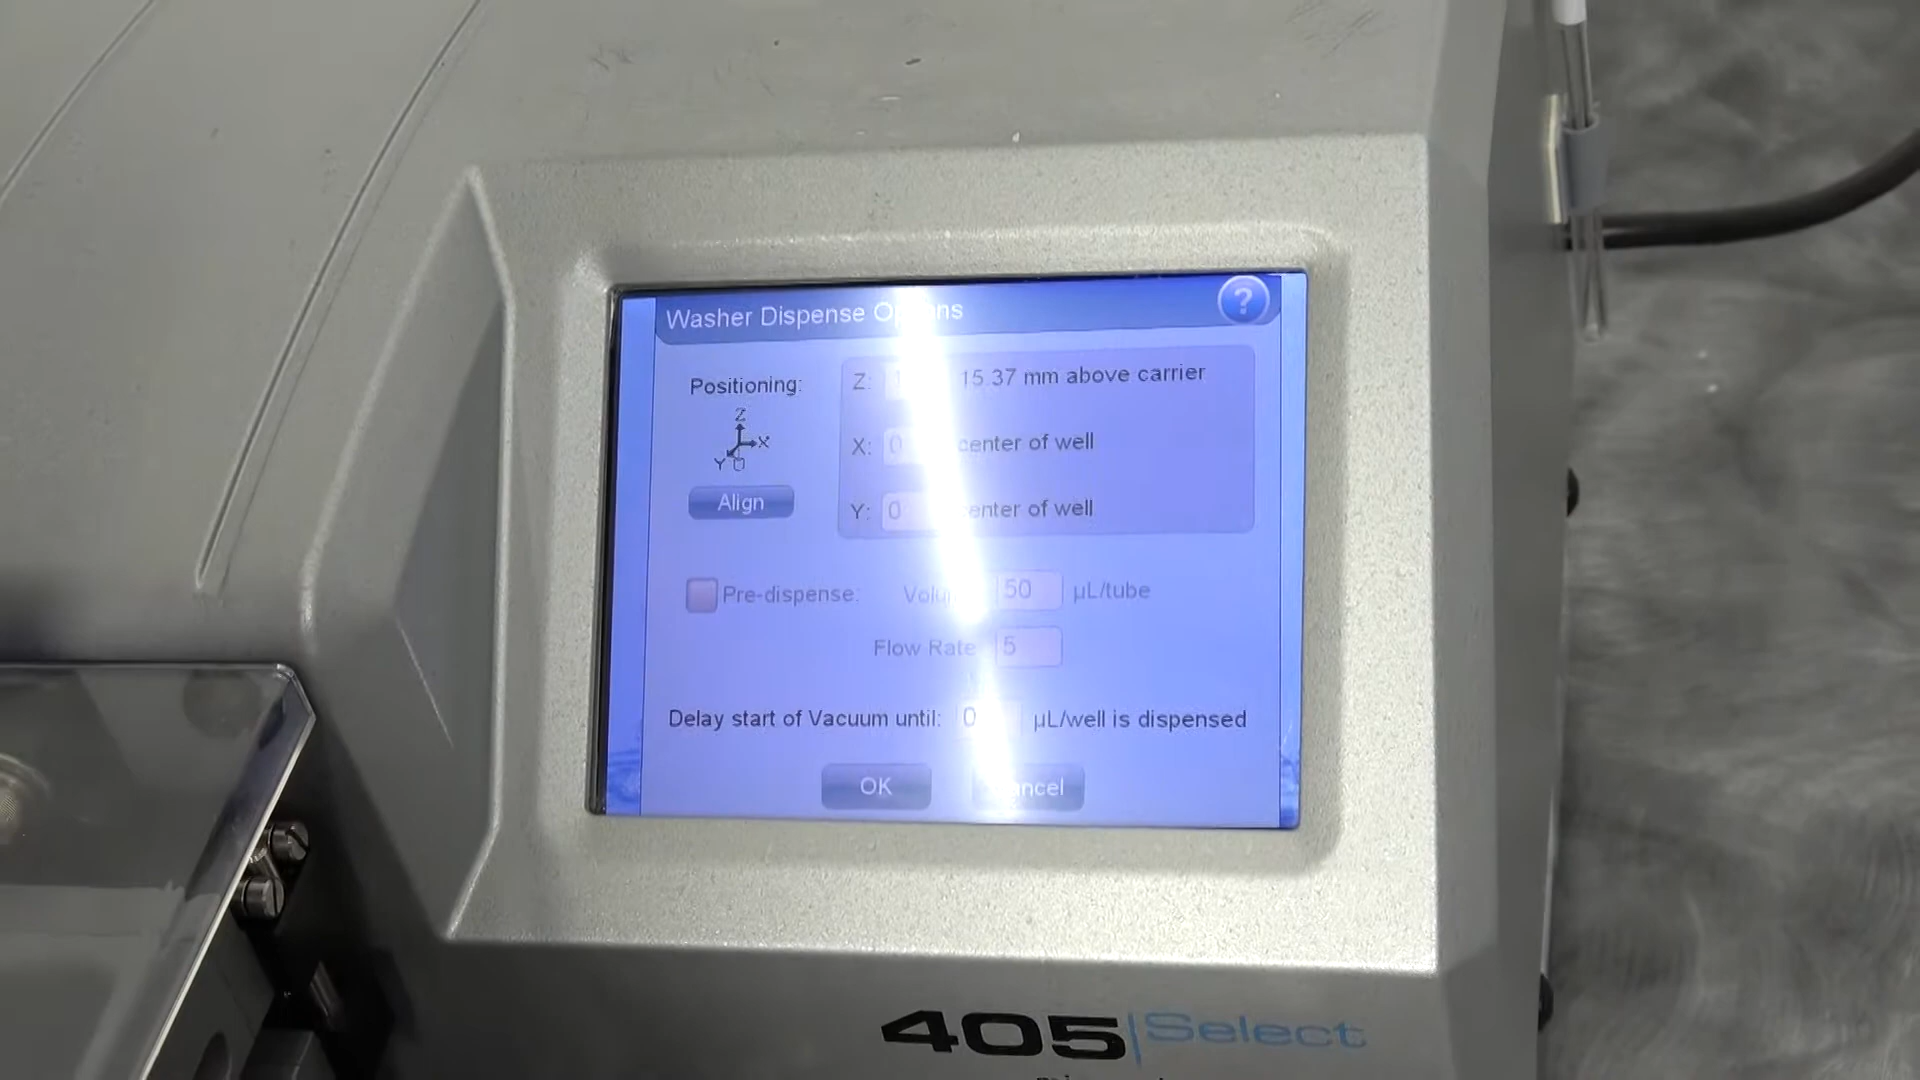 Washer Dispense
?
Positioning:
Z: 15.37 mm above carrier
Z
X
Y
X: 0 center of well
Align
Y: 0 center of well
Pre-dispense: 50 µL/tube
Flow Rate 5
Delay start of Vacuum until: 0 µL/well is dispensed
OK Cancel
405|Select